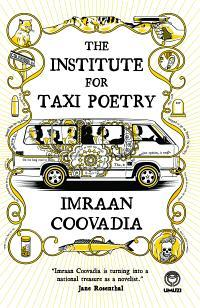 THE
INSTITUTE
FOR
TAXI POETRY
IMRAAN
COOVADIA
"Imraan Coovadia is turning into a
national treasure as a novelist."
Jane Rosenthal
UMUZI